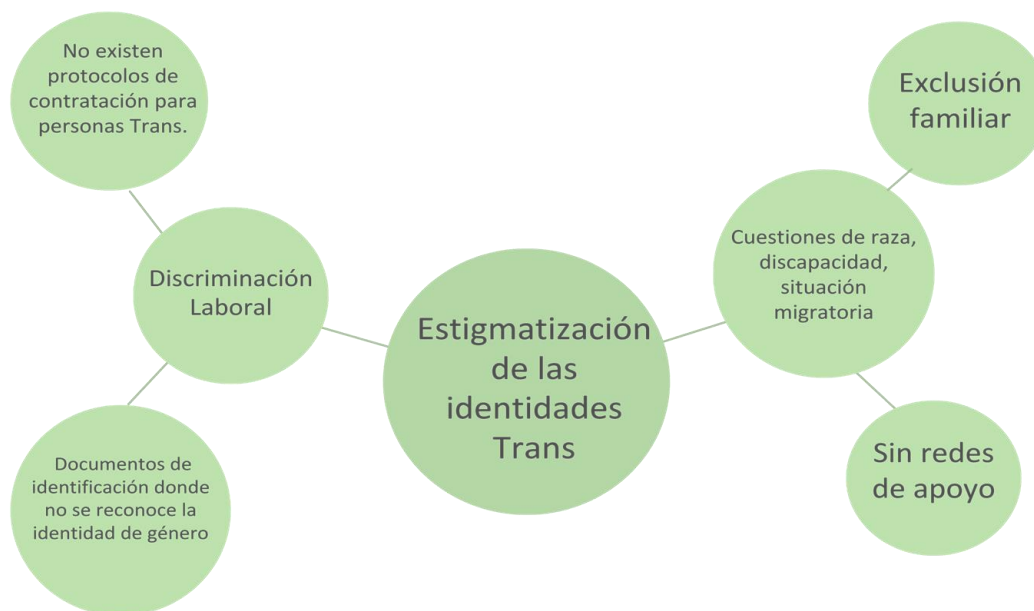 No existen
protocolos de
contratación para
personas Trans.
Discriminación
Laboral
Documentos de
identificación donde
no se reconoce la
identidad de género
Estigmatización
de las
identidades
Trans
Exclusión
familiar
Cuestiones de raza,
discapacidad,
situación
migratoria
Sin redes
de apoyo